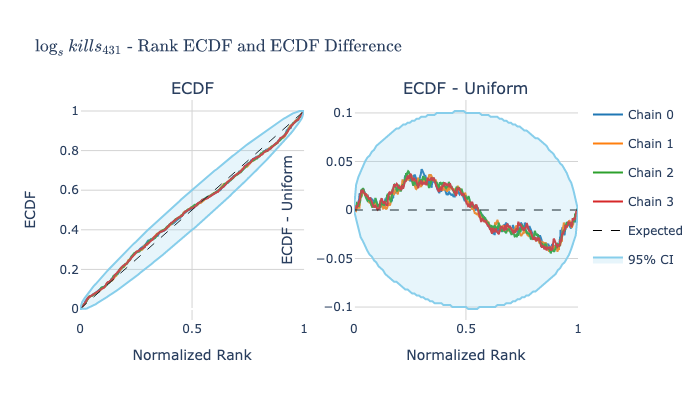 log_s kills_431 - Rank ECDF and ECDF Difference
ECDF
ECDF - Uniform
ECDF
1
0.8
0.6
0.4
0.2
0
0
0.5
1
Normalized Rank
ECDF - Uniform
0.1
0.05
0
−0.05
−0.1
0
0.5
1
Normalized Rank
Chain 0
Chain 1
Chain 2
Chain 3
Expected
95% CI